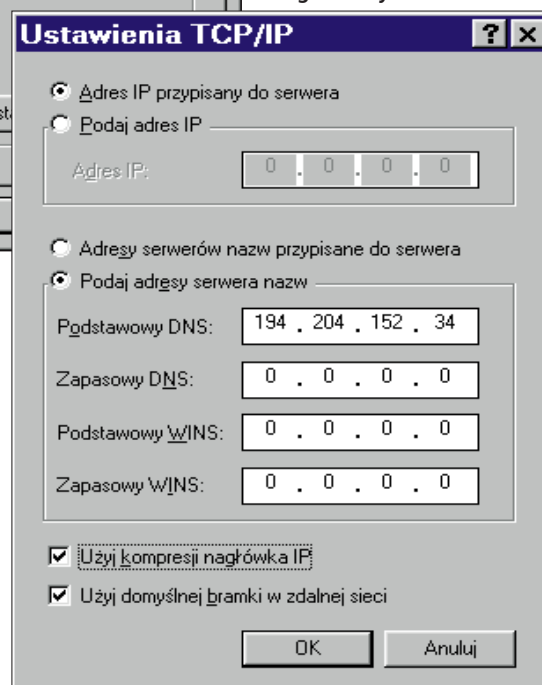 Ustawienia TCP/IP
Adres IP przypisany do serwera
Podaj adres IP
Adres IP: 0 . 0 . 0 . 0
Adresy serwerów nazw przypisane do serwera
Podaj adresy serwera nazw
Podstawowy DNS: 194 . 204 . 152 . 34
Zapasowy DNS: 0 . 0 . 0 . 0
Podstawowy WINS: 0 . 0 . 0 . 0
Zapasowy WINS: 0 . 0 . 0 . 0
Użyj kompresji nagłówka IP
Użyj domyślnej bramki w zdalnej sieci
OK Anuluj